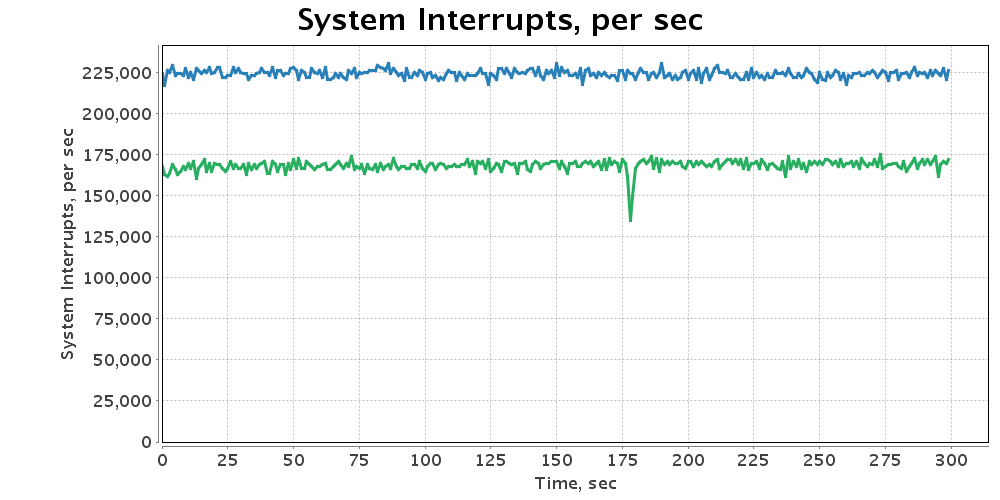 System Interrupts, per sec
System Interrupts, per sec
225,000
200,000
175,000
150,000
125,000
100,000
75,000
50,000
25,000
0
0 25 50 75 100 125 150 175 200 225 250 275 300
Time, sec